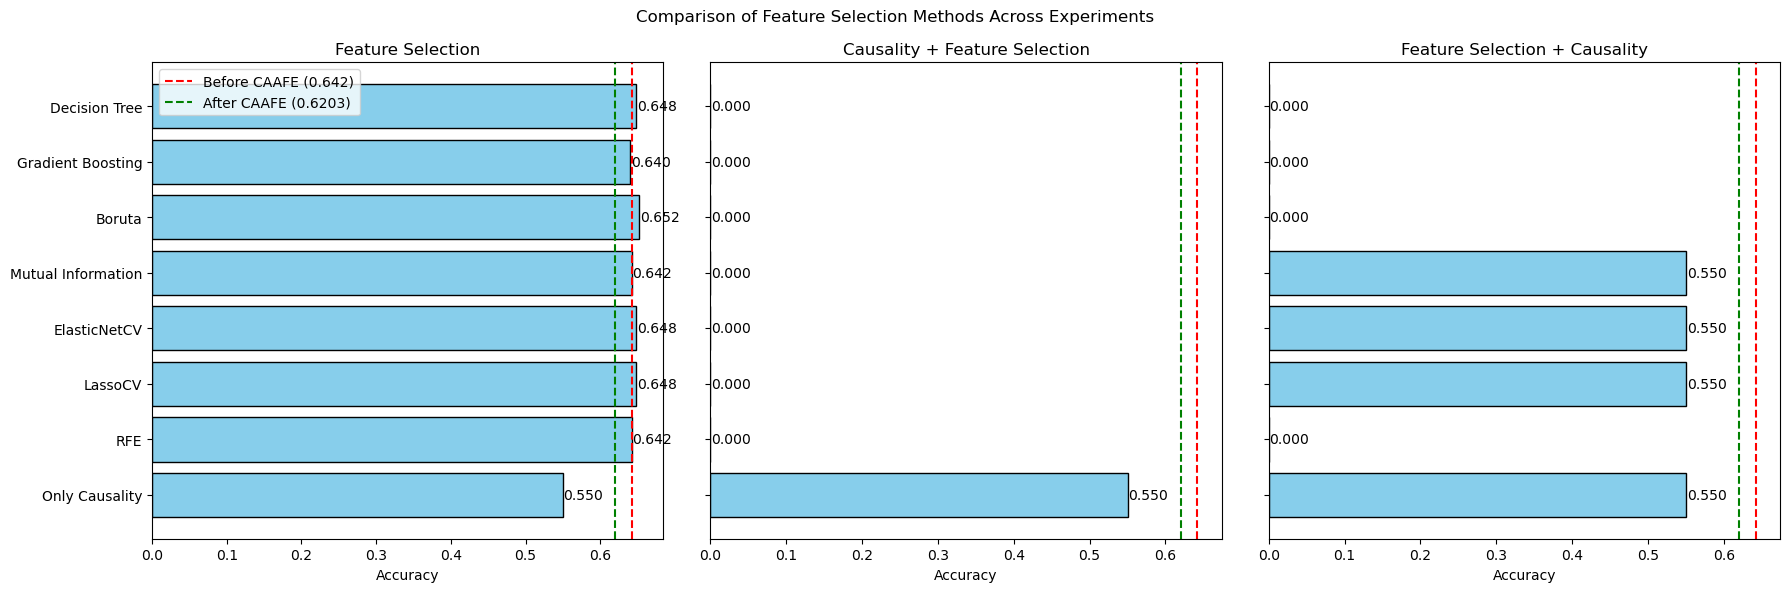 Comparison of Feature Selection Methods Across Experiments
Feature Selection
Before CAAFE (0.642)
After CAAFE (0.6203)
Decision Tree
0.648
Gradient Boosting
0.640
Boruta
0.652
Mutual Information
0.642
ElasticNetCV
0.648
LassoCV
0.648
RFE
0.642
Only Causality
0.550
0.0 0.1 0.2 0.3 0.4 0.5 0.6
Accuracy
Causality + Feature Selection
0.000
0.000
0.000
0.000
0.000
0.000
0.000
0.550
0.0 0.1 0.2 0.3 0.4 0.5 0.6
Accuracy
Feature Selection + Causality
0.000
0.000
0.000
0.550
0.550
0.550
0.000
0.550
0.0 0.1 0.2 0.3 0.4 0.5 0.6
Accuracy